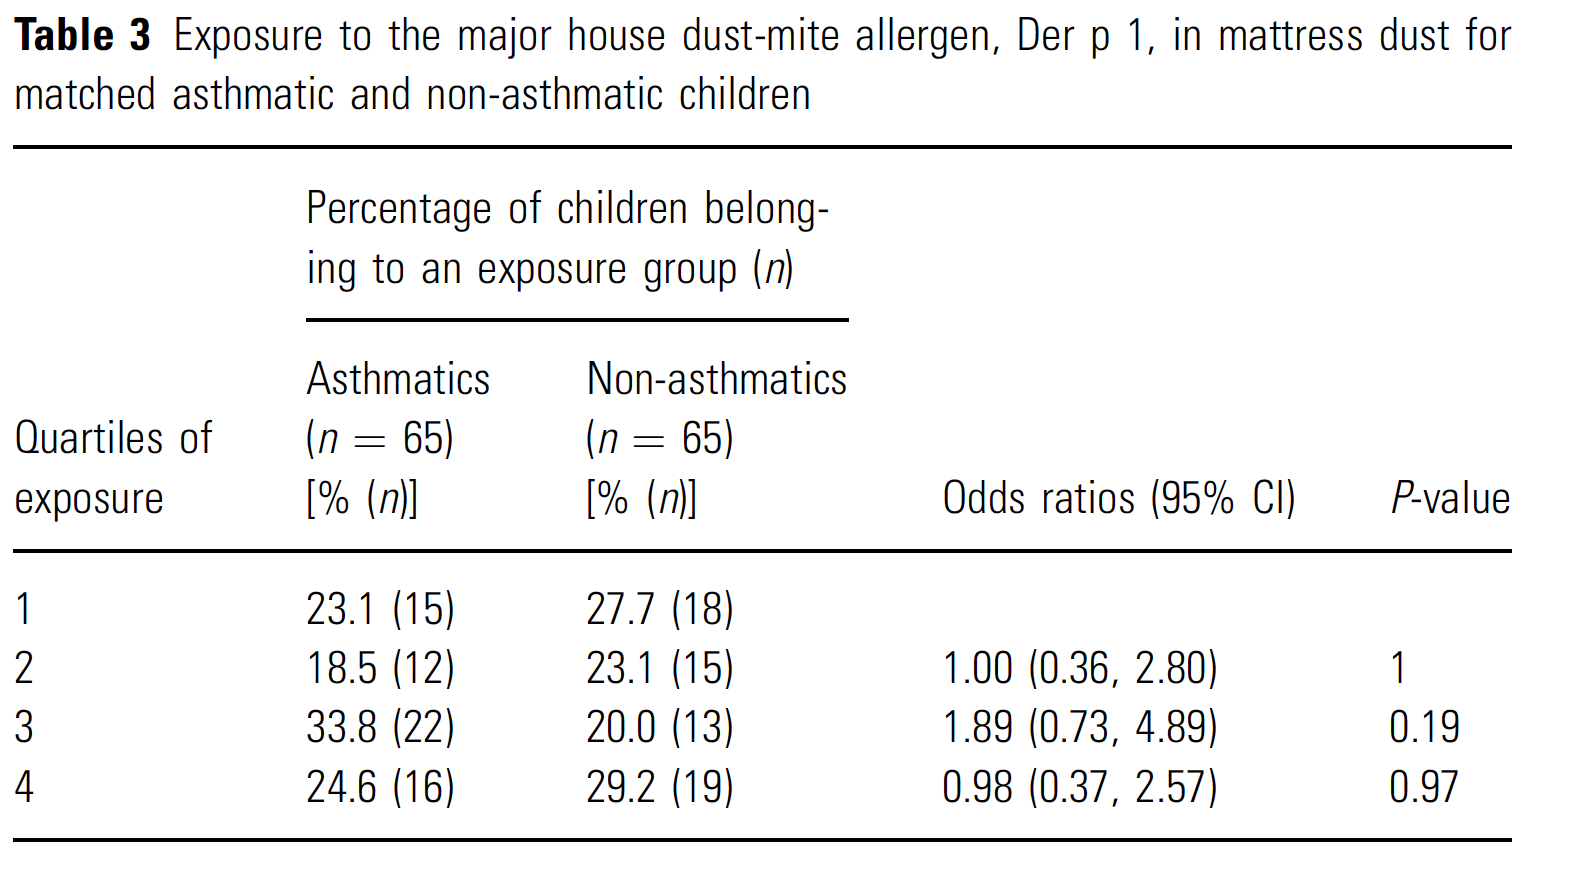 Table 3 Exposure to the major house dust-mite allergen, Der p 1, in mattress dust for
matched asthmatic and non-asthmatic children
Percentage of children belong-
ing to an exposure group (n)
Asthmatics Non-asthmatics
Quartiles of (n = 65) (n = 65)
exposure [% (n)] [% (n)] Odds ratios (95% CI) P-value
1 23.1 (15) 27.7 (18)
2 18.5 (12) 23.1 (15) 1.00 (0.36, 2.80) 1
3 33.8 (22) 20.0 (13) 1.89 (0.73, 4.89) 0.19
4 24.6 (16) 29.2 (19) 0.98 (0.37, 2.57) 0.97